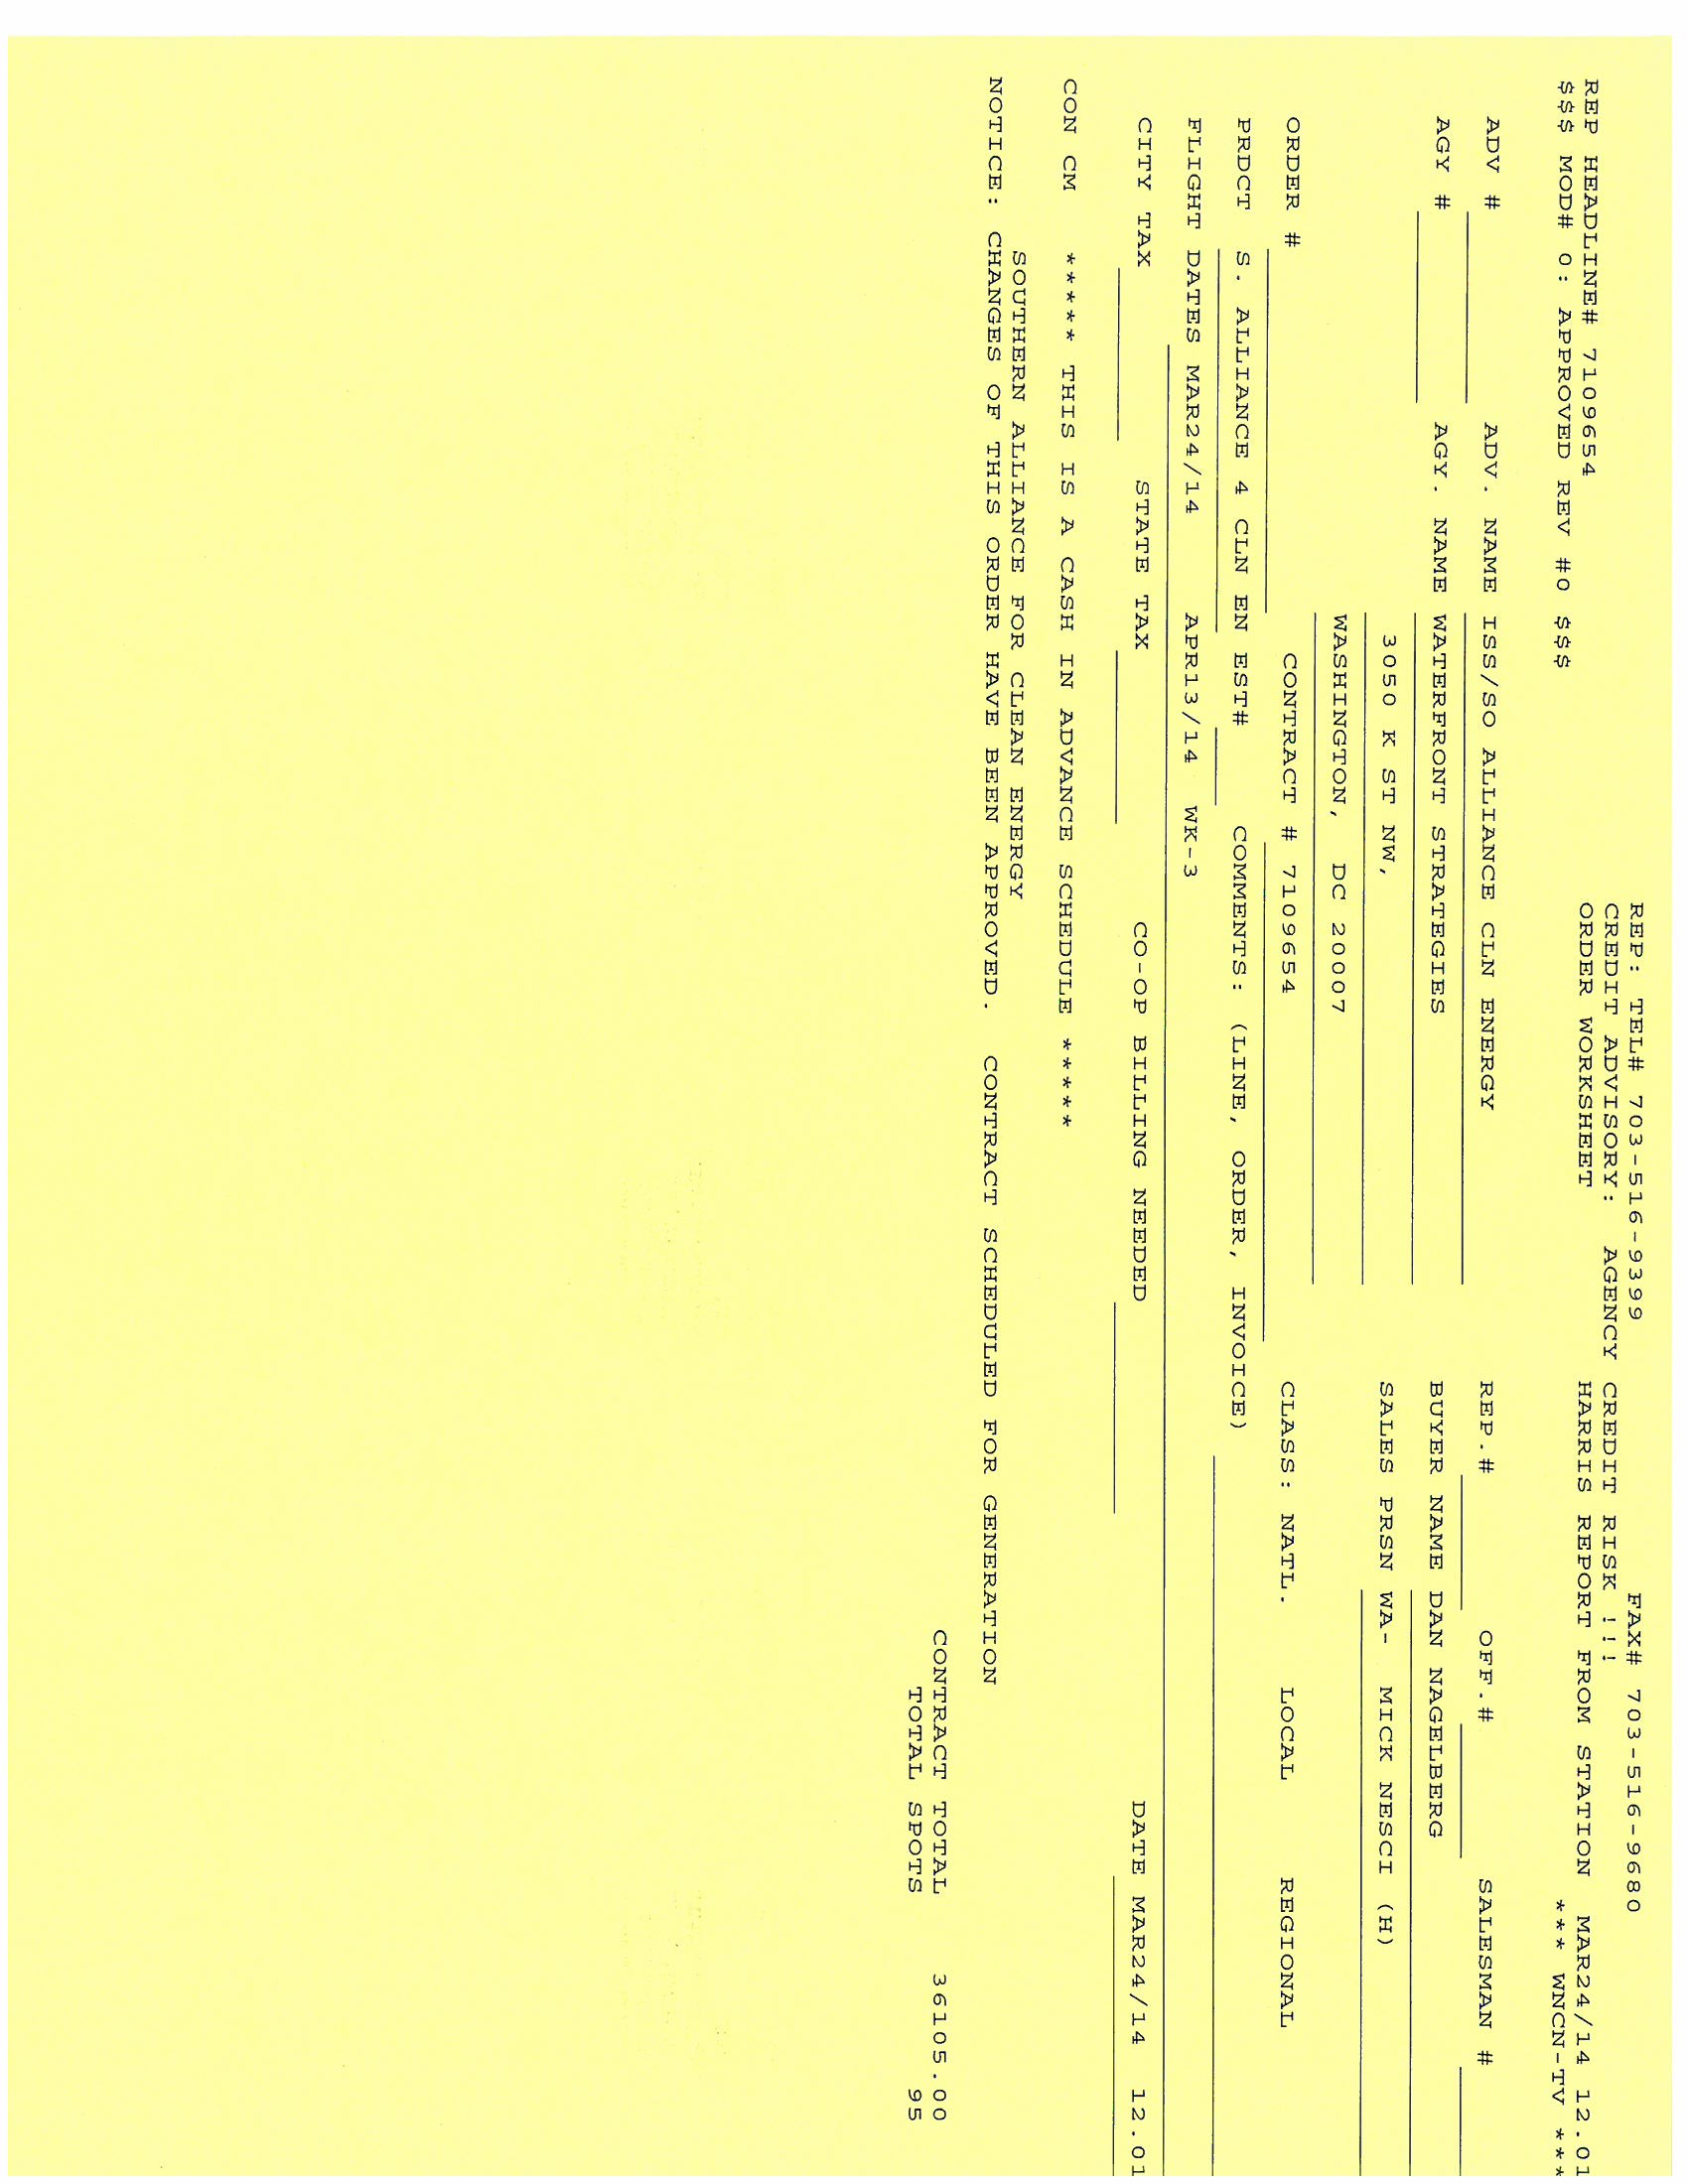 REP: TEL# 703-516-9399 FAX# 703-516-9680
CREDIT ADVISORY: AGENCY CREDIT RISK !!!
REP HEADLINE# 7109654 ORDER WORKSHEET HARRIS REPORT FROM STATION MAR24/14 12.01
$$$ MOD# 0: APPROVED REV #0 $$$ *** WNCN-TV ***
ADV # ADV. NAME ISS/SO ALLIANCE CLN ENERGY REP.# OFF.# SALESMAN #
AGY # AGY. NAME WATERFRONT STRATEGIES BUYER NAME DAN NAGELBERG
3050 K ST NW, SALES PRSN WA- MICK NESCI (H)
WASHINGTON, DC 20007
ORDER # CONTRACT # 7109654 CLASS: NATL. LOCAL REGIONAL
PRDCT S. ALLIANCE 4 CLN EN EST# COMMENTS: (LINE, ORDER, INVOICE)
FLIGHT DATES MAR24/14 APR13/14 WK-3
CITY TAX STATE TAX CO-OP BILLING NEEDED DATE MAR24/14 12.01
CON CM ***** THIS IS A CASH IN ADVANCE SCHEDULE *****
SOUTHERN ALLIANCE FOR CLEAN ENERGY
NOTICE: CHANGES OF THIS ORDER HAVE BEEN APPROVED. CONTRACT SCHEDULED FOR GENERATION
CONTRACT TOTAL 36105.00
TOTAL SPOTS 95